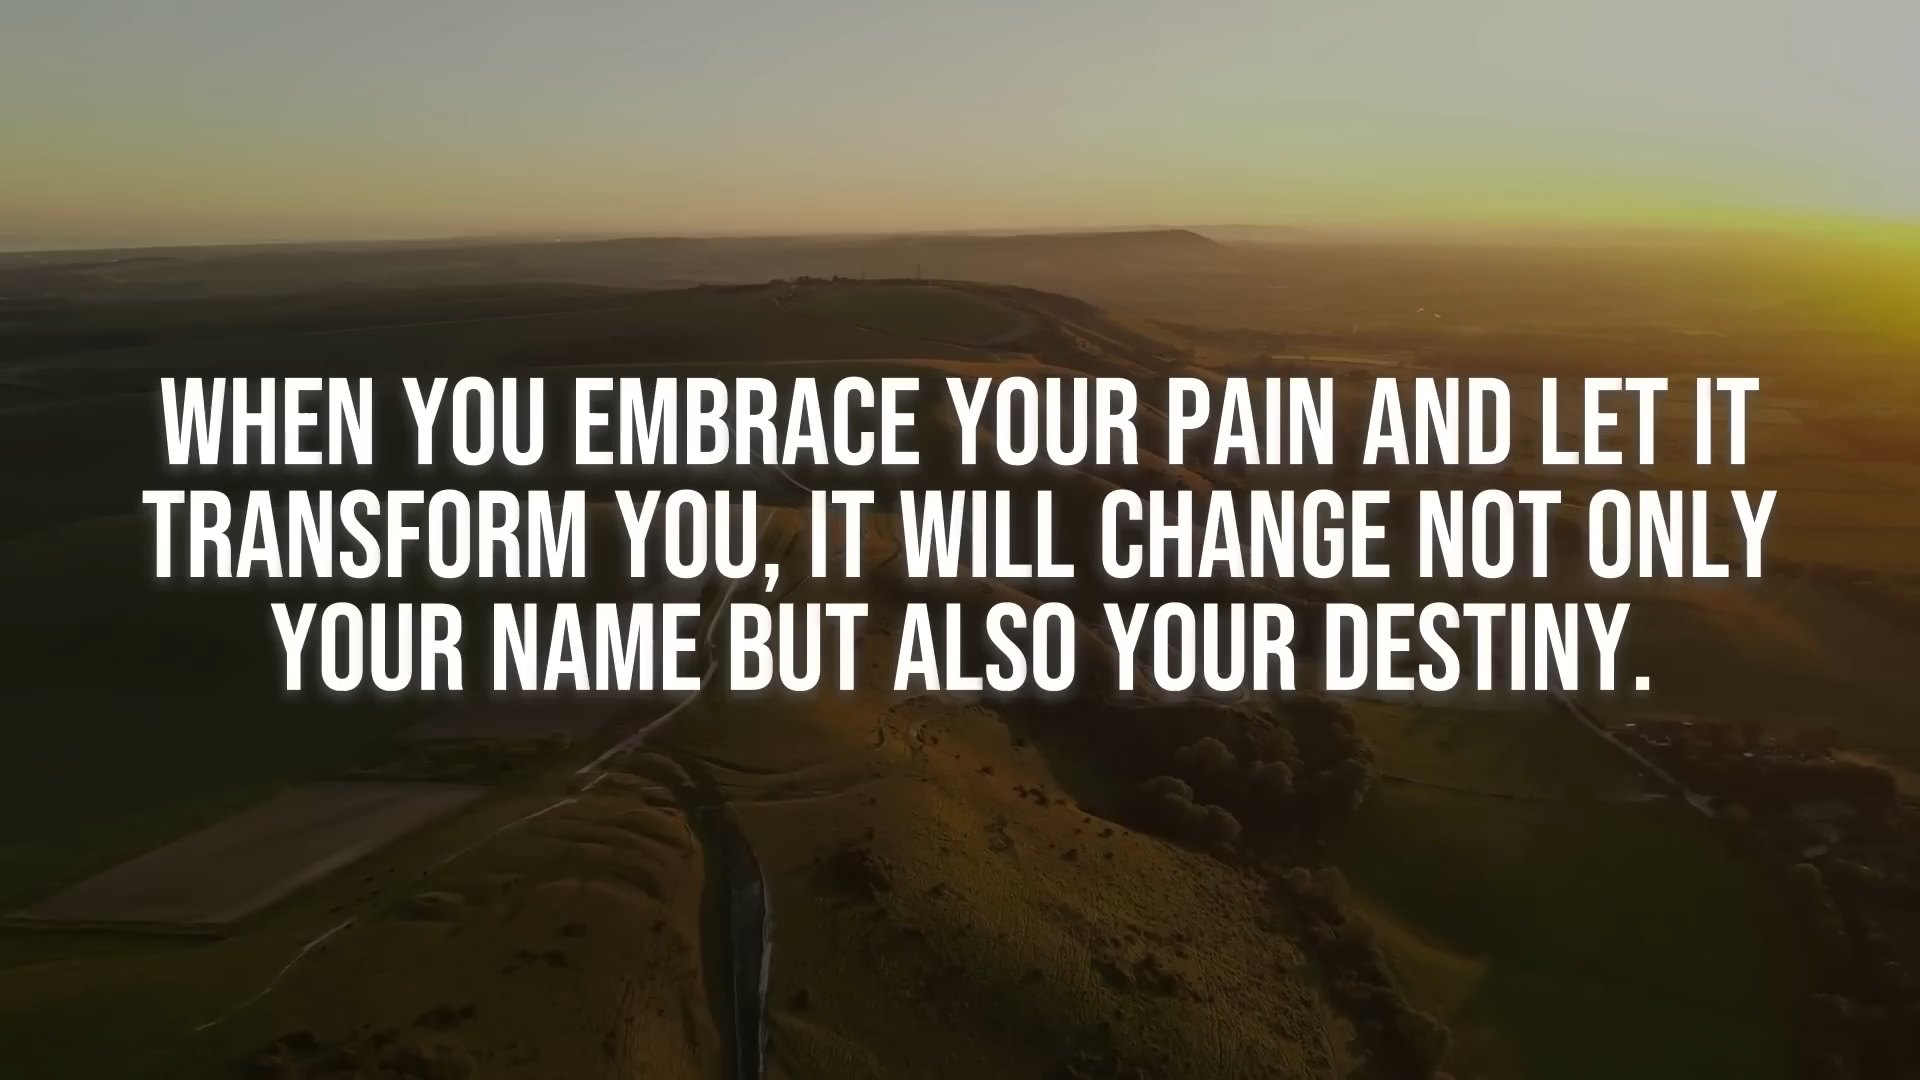 WHEN YOU EMBRACE YOUR PAIN AND LET IT
TRANSFORM YOU, IT WILL CHANGE NOT ONLY
YOUR NAME BUT ALSO YOUR DESTINY.